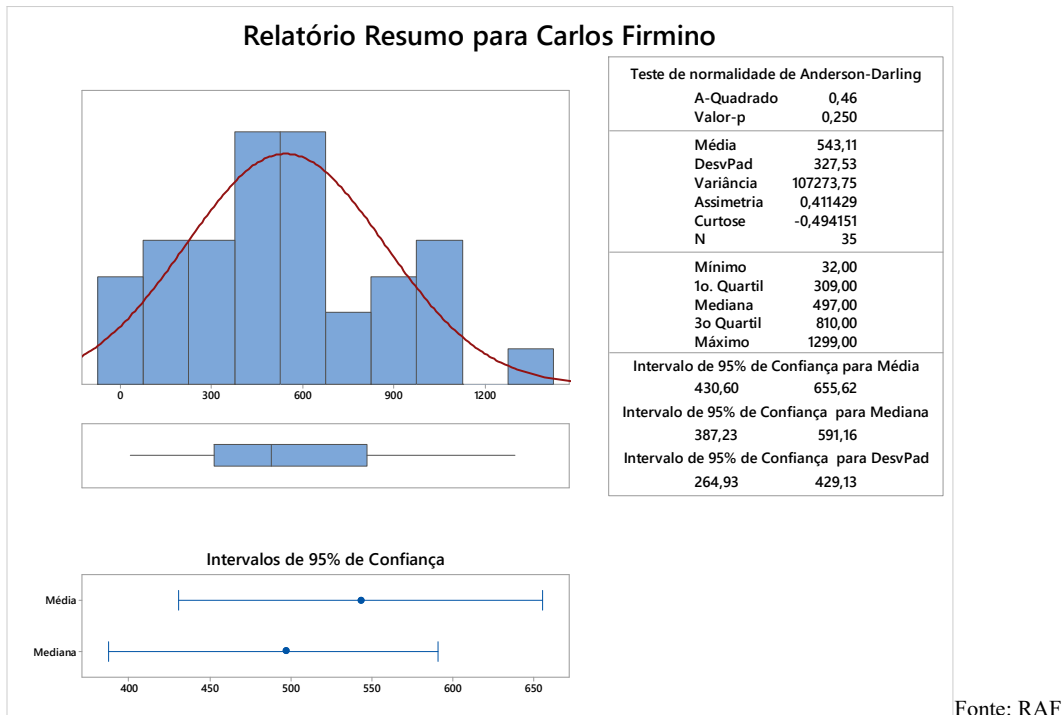 Relatório Resumo para Carlos Firmino
Teste de normalidade de Anderson-Darling
A-Quadrado 0,46
Valor-p 0,250
Média 543,11
DesvPad 327,53
Variância 107273,75
Assimetria 0,411429
Curtose -0,494151
N 35
Mínimo 32,00
1o. Quartil 309,00
Mediana 497,00
3o Quartil 810,00
Máximo 1299,00
Intervalo de 95% de Confiança para Média
430,60 655,62
Intervalo de 95% de Confiança para Mediana
387,23 591,16
Intervalo de 95% de Confiança para DesvPad
264,93 429,13
0 300 600 900 1200
Intervalos de 95% de Confiança
Média
Mediana
400 450 500 550 600 650
Fonte: RAF